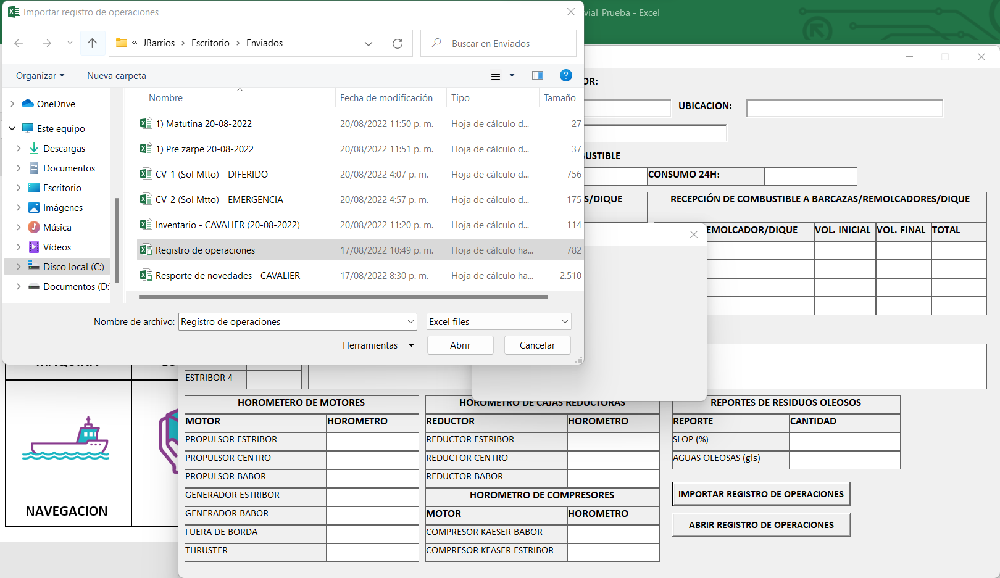 Importar registro de operaciones
vial_Prueba - Excel
« JBarrios > Escritorio > Enviados
Buscar en Enviados
Organizar
Nueva carpeta
?
OneDrive
Este equipo
Descargas
Documentos
Escritorio
Imágenes
Música
Vídeos
Disco local (C:)
Documentos (D:
Nombre Fecha de modificación Tipo Tamaño
1) Matutina 20-08-2022 20/08/2022 11:50 p. m. Hoja de cálculo d... 27
1) Pre zarpe 20-08-2022 20/08/2022 11:51 p. m. Hoja de cálculo d... 37
CV-1 (Sol Mtto) - DIFERIDO 20/08/2022 4:07 p. m. Hoja de cálculo d... 756
CV-2 (Sol Mtto) - EMERGENCIA 20/08/2022 4:57 p. m. Hoja de cálculo d... 175
Inventario - CAVALIER (20-08-2022) 20/08/2022 11:20 p. m. Hoja de cálculo d... 114
Registro de operaciones 17/08/2022 10:49 p. m. Hoja de cálculo ha... 782
Resporte de novedades - CAVALIER 17/08/2022 8:30 p. m. Hoja de cálculo ha... 2.510
Nombre de archivo: Registro de operaciones
Excel files
Herramientas
Abrir
Cancelar
OR:
UBICACION:
BUSTIBLE
CONSUMO 24H:
S/DIQUE
RECEPCIÓN DE COMBUSTIBLE A BARCAZAS/REMOLCADORES/DIQUE
EMOLCADOR/DIQUE VOL. INICIAL VOL. FINAL TOTAL
MAQUINA
NAVEGACION
ESTRIBOR 4
HOROMETERO DE MOTORES
MOTOR HOROMETRO
PROPULSOR ESTRIBOR
PROPULSOR CENTRO
PROPULSOR BABOR
GENERADOR ESTRIBOR
GENERADOR BABOR
FUERA DE BORDA
THRUSTER
HOROMETRO DE CAJAS REDUCTORAS
REDUCTOR HOROMETRO
REDUCTOR ESTRIBOR
REDUCTOR CENTRO
REDUCTOR BABOR
HOROMETRO DE COMPRESORES
MOTOR HOROMETRO
COMPRESOR KAESER BABOR
COMPRESOR KEASER ESTRIBOR
REPORTES DE RESIDUOS OLEOSOS
REPORTE CANTIDAD
SLOP (%)
AGUAS OLEOSAS (gls)
IMPORTAR REGISTRO DE OPERACIONES
ABRIR REGISTRO DE OPERACIONES